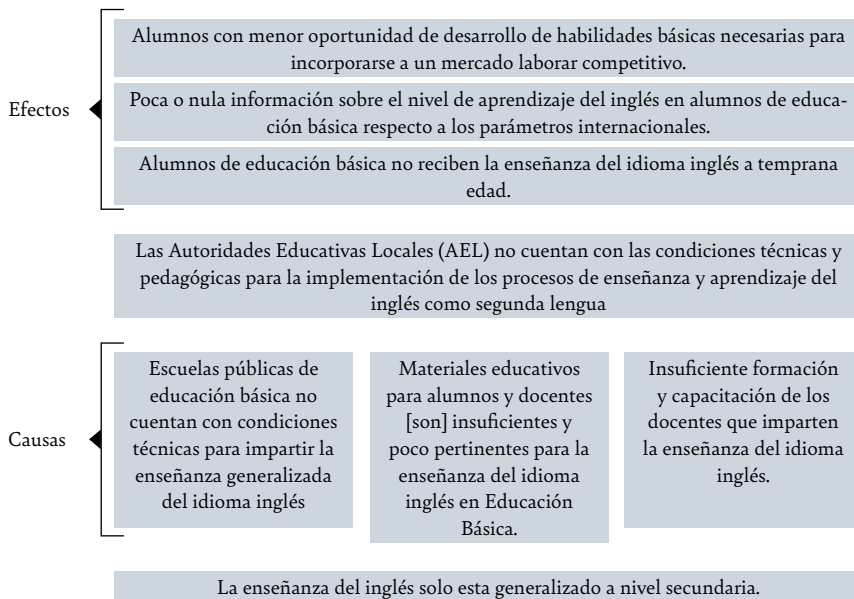 Efectos
Alumnos con menor oportunidad de desarrollo de habilidades básicas necesarias para
incorporarse a un mercado laborar competitivo.
Poca o nula información sobre el nivel de aprendizaje del inglés en alumnos de educa-
ción básica respecto a los parámetros internacionales.
Alumnos de educación básica no reciben la enseñanza del idioma inglés a temprana
edad.
Las Autoridades Educativas Locales (AEL) no cuentan con las condiciones técnicas y
pedagógicas para la implementación de los procesos de enseñanza y aprendizaje del
inglés como segunda lengua
Causas
Escuelas públicas de
educación básica no
cuentan con condiciones
técnicas para impartir la
enseñanza generalizada
del idioma inglés
Materiales educativos
para alumnos y docentes
[son] insuficientes y
poco pertinentes para la
enseñanza del idioma
inglés en Educación
Básica.
Insuficiente formación
y capacitación de los
docentes que imparten
la enseñanza del idioma
inglés.
La enseñanza del inglés solo esta generalizado a nivel secundaria.